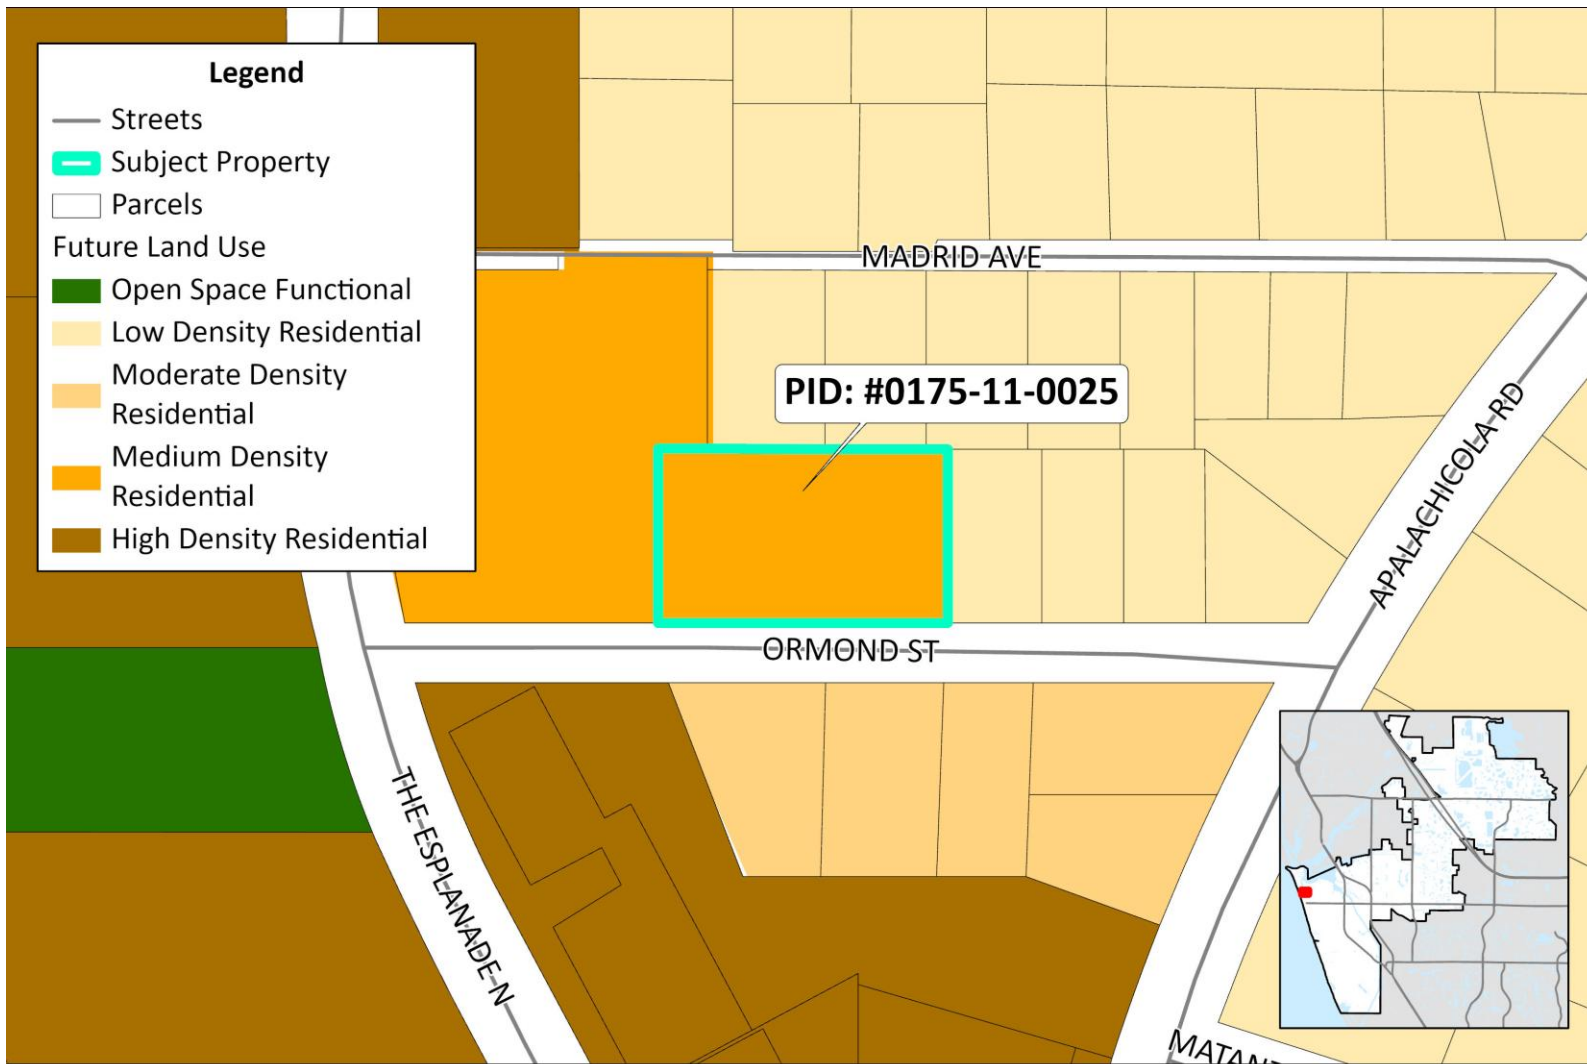 Legend
Streets
Subject Property
Parcels
Future Land Use
Open Space Functional
Low Density Residential
Moderate Density
Residential
Medium Density
Residential
High Density Residential
MADRID AVE
PID: #0175-11-0025
APALACHICOLA RD
ORMOND ST
THE ESPLANADE N